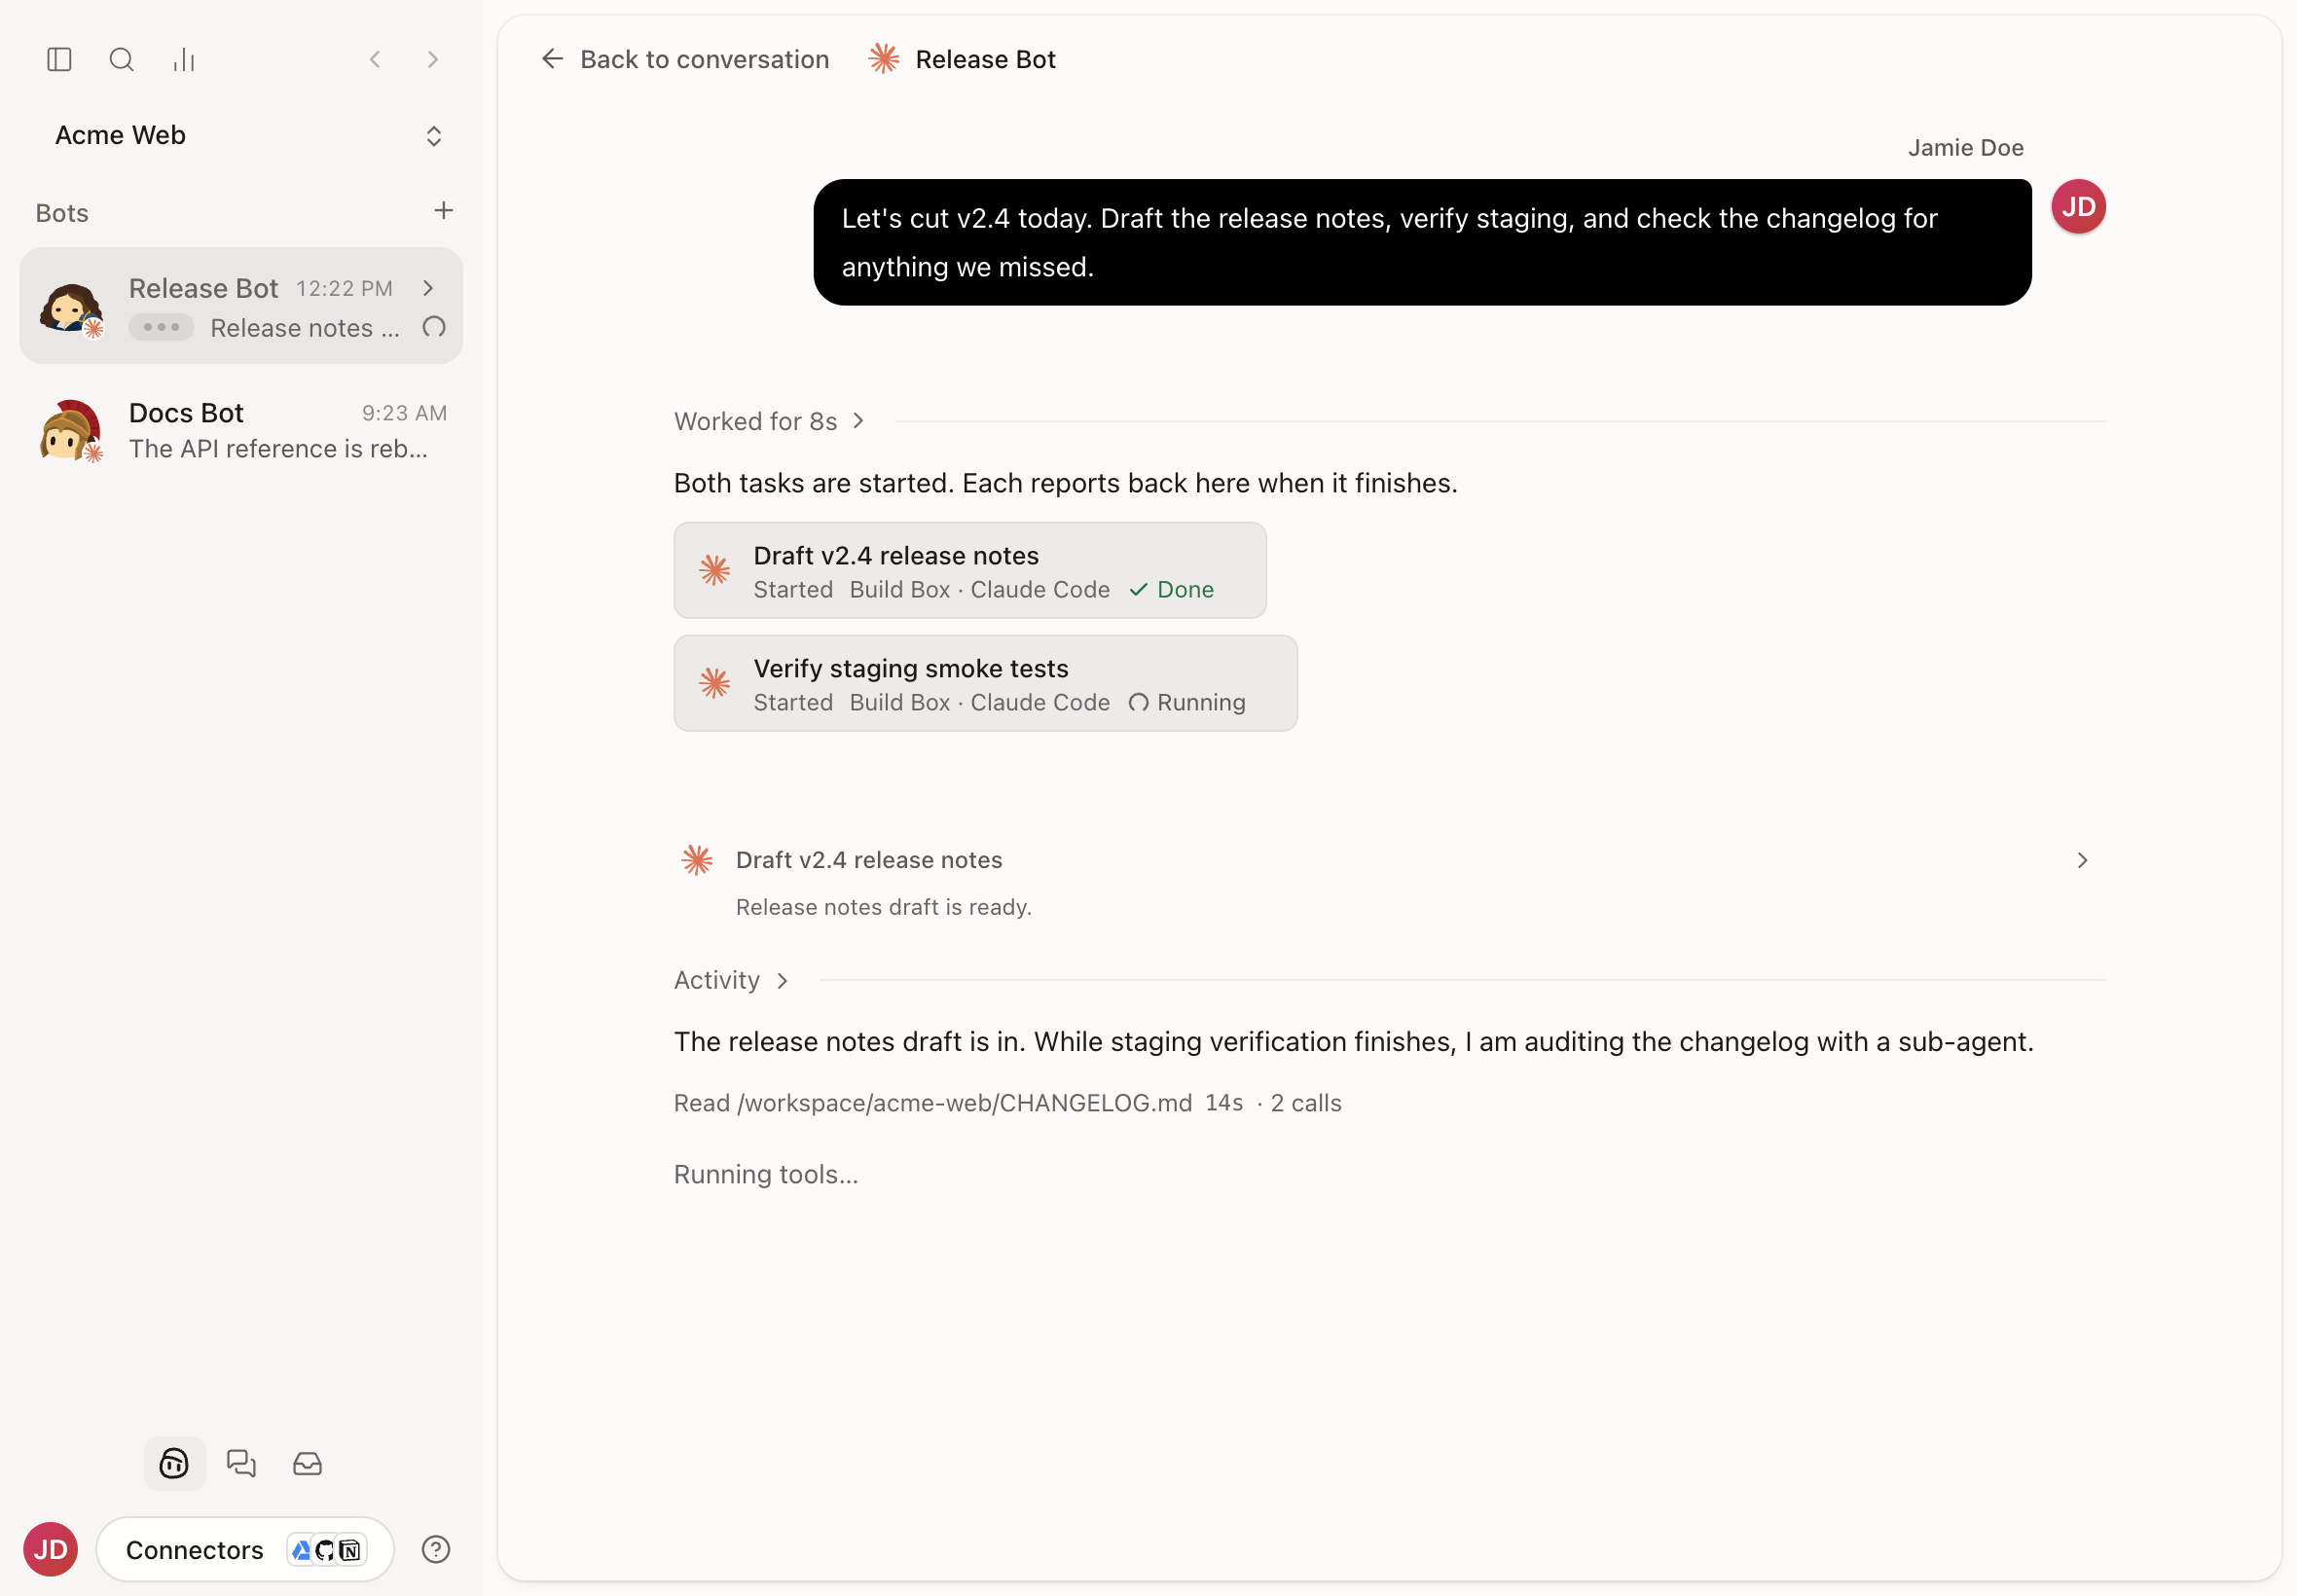 Acme Web
Bots
Release Bot 12:22 PM
Release notes ...
Docs Bot 9:23 AM
The API reference is reb...
JD
Connectors
Back to conversation
Release Bot
Jamie Doe
JD
Let's cut v2.4 today. Draft the release notes, verify staging, and check the changelog for
anything we missed.
Worked for 8s
Both tasks are started. Each reports back here when it finishes.
Draft v2.4 release notes
Started Build Box · Claude Code Done
Verify staging smoke tests
Started Build Box · Claude Code Running
Draft v2.4 release notes
Release notes draft is ready.
Activity
The release notes draft is in. While staging verification finishes, I am auditing the changelog with a sub-agent.
Read /workspace/acme-web/CHANGELOG.md 14s · 2 calls
Running tools...